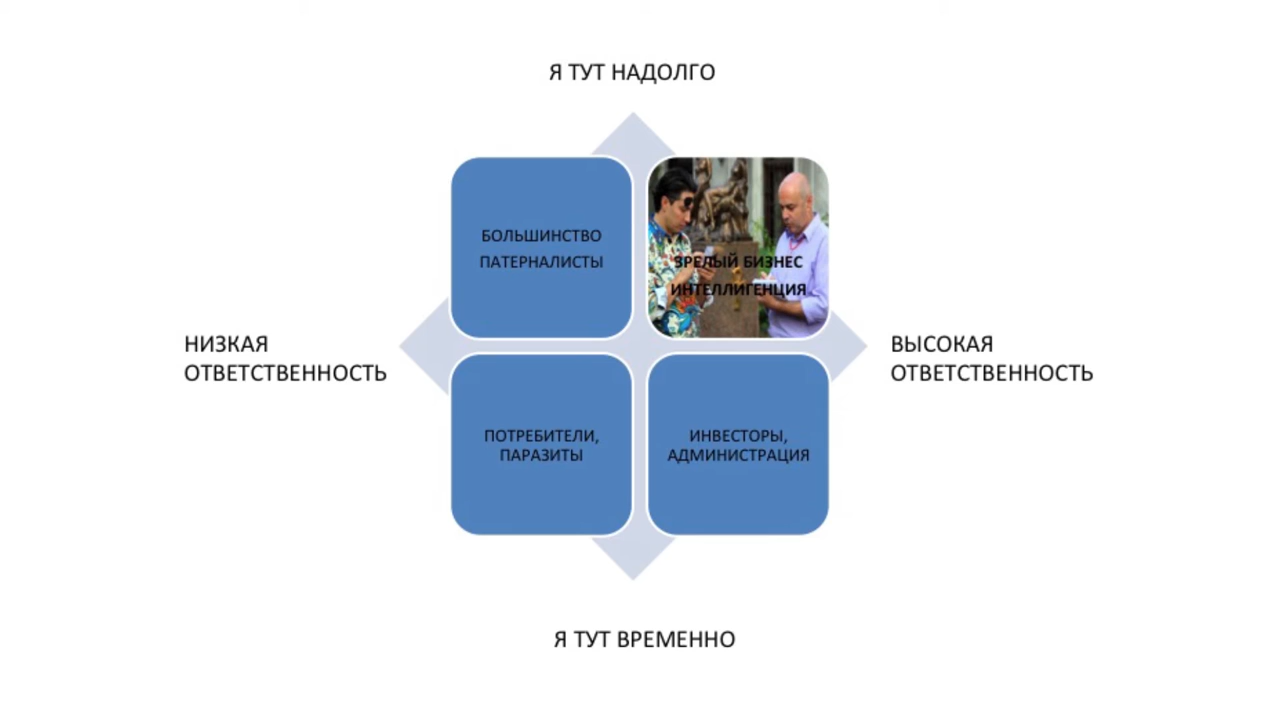 Я ТУТ НАДОЛГО
БОЛЬШИНСТВО
ПАТЕРНАЛИСТЫ
ЗРЕЛЫЙ БИЗНЕС
ИНТЕЛЛИГЕНЦИЯ
НИЗКАЯ
ОТВЕТСТВЕННОСТЬ
ВЫСОКАЯ
ОТВЕТСТВЕННОСТЬ
ПОТРЕБИТЕЛИ,
ПАРАЗИТЫ
ИНВЕСТОРЫ,
АДМИНИСТРАЦИЯ
Я ТУТ ВРЕМЕННО